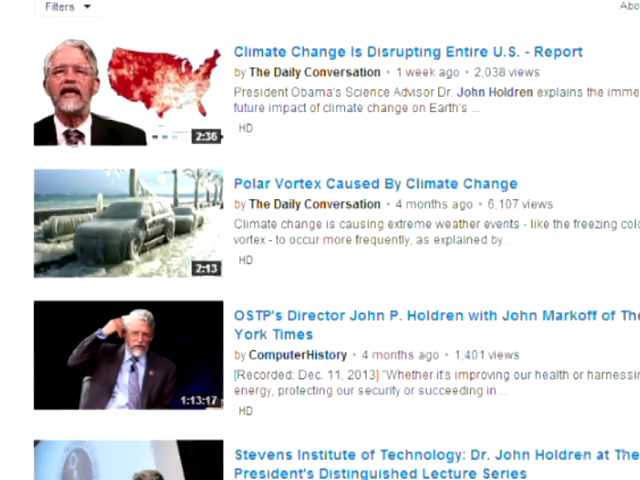 Filters
Abo
Climate Change Is Disrupting Entire U.S. - Report
by The Daily Conversation • 1 week ago • 2,038 views
President Obama's Science Advisor Dr. John Holdren explains the imme
future impact of climate change on Earth's ...
2:36
HD
Polar Vortex Caused By Climate Change
by The Daily Conversation • 4 months ago • 6,107 views
Climate change is causing extreme weather events - like the freezing cold
vortex - to occur more frequently, as explained by ...
2:13
HD
OSTP's Director John P. Holdren with John Markoff of The
York Times
by ComputerHistory • 4 months ago • 1,401 views
[Recorded: Dec. 11, 2013] "Whether it's improving our health or harnessin
energy, protecting our security or succeeding in ...
1:13:17
HD
Stevens Institute of Technology: Dr. John Holdren at The
President's Distinguished Lecture Series